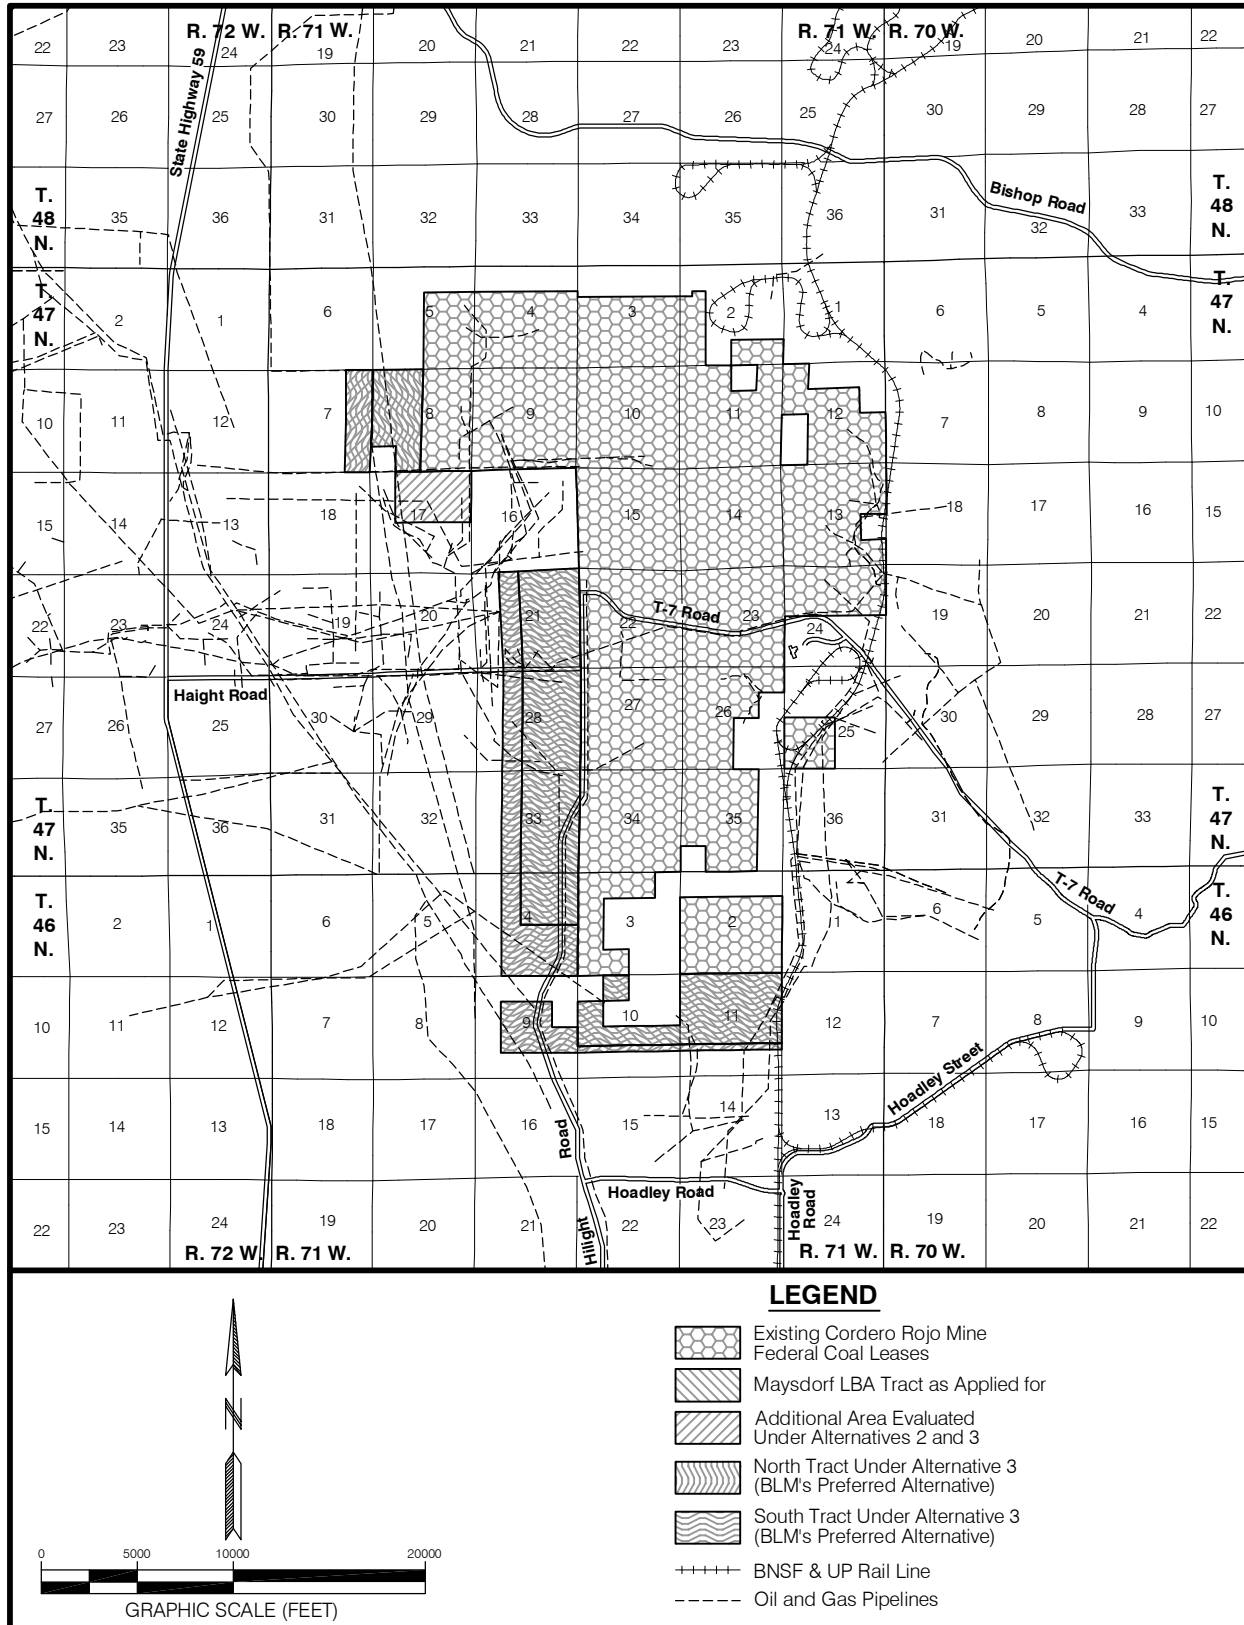 R. 72 W. R. 71 W. R. 71 W. R. 70 W.
22 23 24 19 20 21 22 23 24 19 20 21 22
State Highway 59
27 26 25 30 29 28 27 26 25 30 29 28 27
Bishop Road
T. 48 N. 35 36 31 32 33 34 35 36 31 32 33 T. 48 N.
T. 47 N. 2 1 6 5 4 3 2 1 6 5 4 T. 47 N.
10 11 12 7 8 9 10 11 12 7 8 9 10
15 14 13 18 17 16 15 14 13 18 17 16 15
T-7 Road
22 23 24 19 20 21 22 23 24 19 20 21 22
Haight Road
27 26 25 30 29 28 27 26 25 30 29 28 27
T. 47 N. 35 36 31 32 33 34 35 36 31 32 33 T. 47 N.
T-7 Road
T. 46 N. 2 1 6 5 4 3 2 1 6 5 4 T. 46 N.
10 11 12 7 8 9 10 11 12 7 8 9 10
Hoadley Street
15 14 13 18 17 16 15 14 13 18 17 16 15
Hilight Road
Hoadley Road
Hoadley Road
22 23 24 19 20 21 22 23 24 19 20 21 22
R. 72 W. R. 71 W. R. 71 W. R. 70 W.
LEGEND
Existing Cordero Rojo Mine
Federal Coal Leases
Maysdorf LBA Tract as Applied for
Additional Area Evaluated
Under Alternatives 2 and 3
North Tract Under Alternative 3
(BLM's Preferred Alternative)
South Tract Under Alternative 3
(BLM's Preferred Alternative)
BNSF & UP Rail Line
Oil and Gas Pipelines
N
0 5000 10000 20000
GRAPHIC SCALE (FEET)